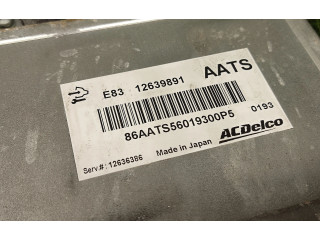 E83 12639891 AATS
86AATS56019300P5 0193
Serv#: 12636386 Made in Japan ACDelco